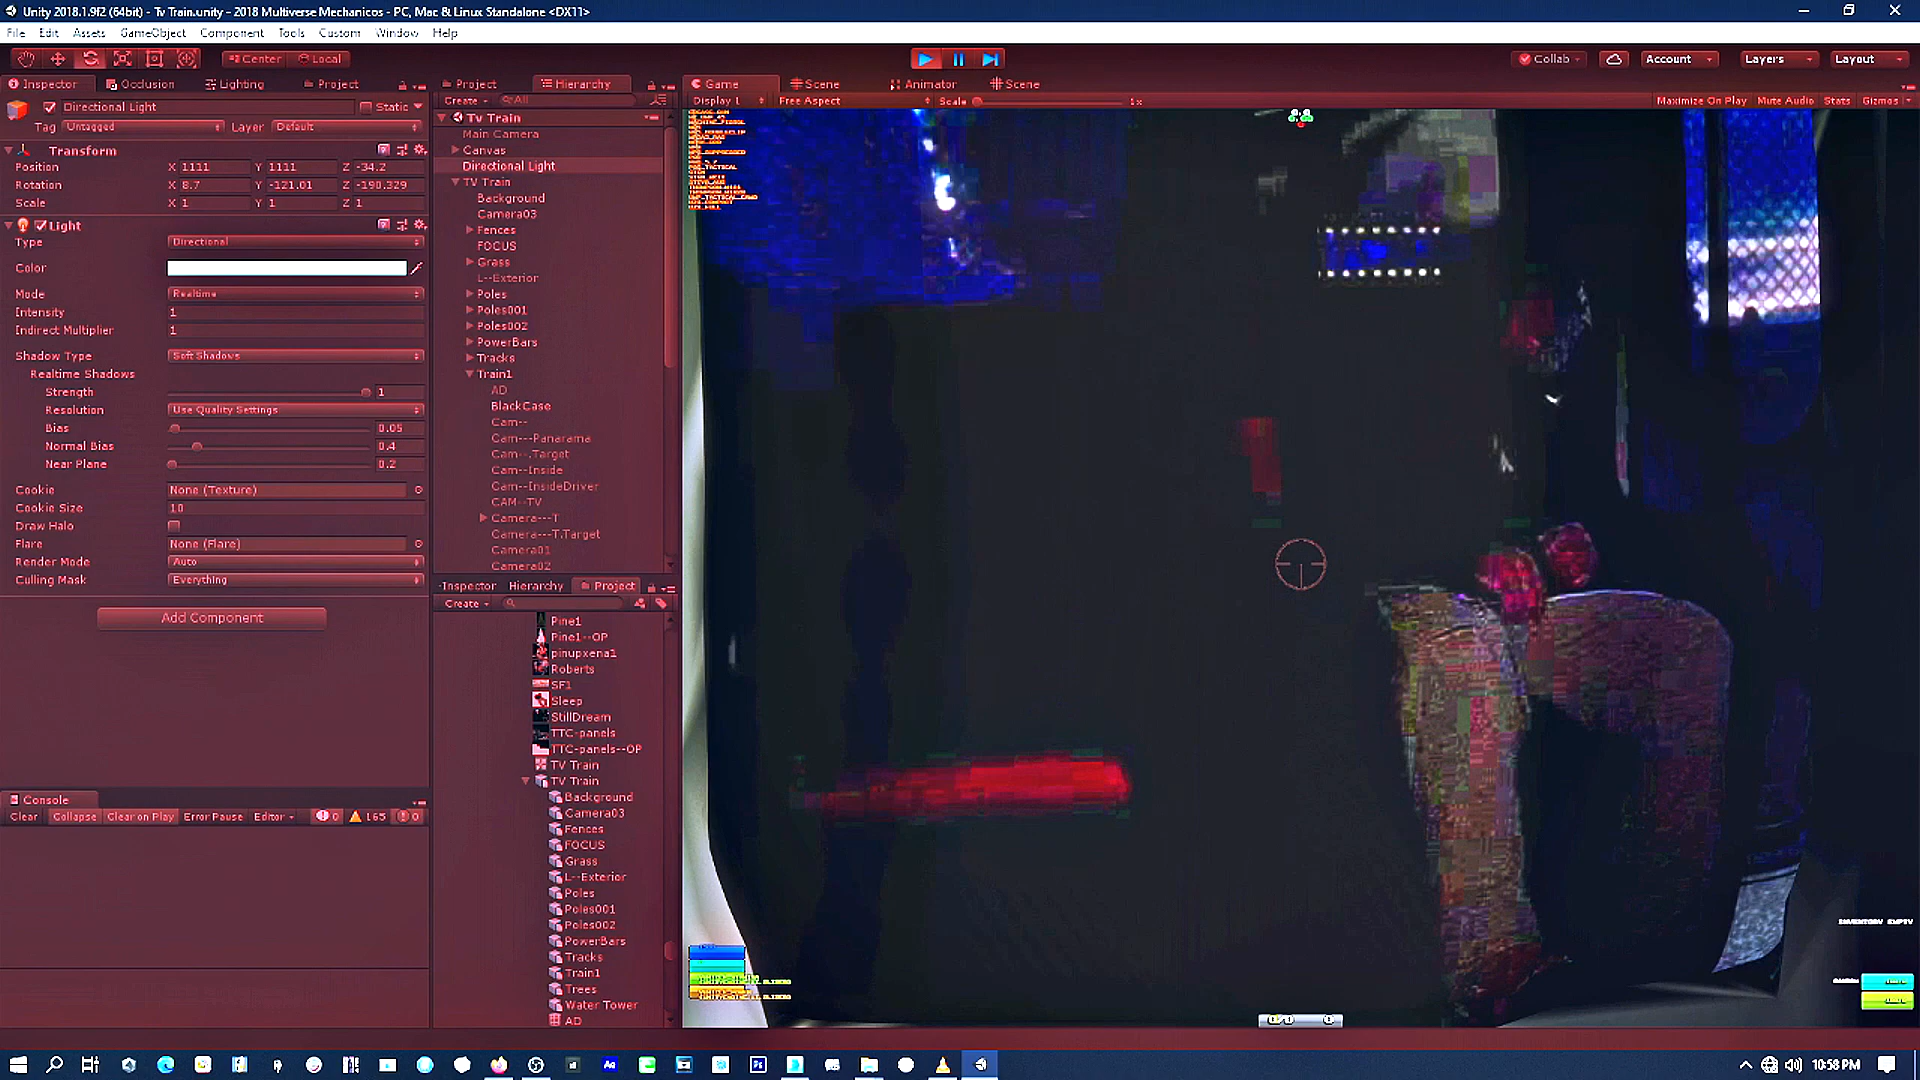 Unity 2018.1.9f2 (64bit) - Tv Train.unity - 2018 Multiverse Mechanicos - PC, Mac & Linux Standalone <DX11>
File Edit Assets GameObject Component Tools Custom Window Help
Center Local Collab Account Layers Layout
Inspector Occlusion Lighting Project
Directional Light Static
Tag Untagged Layer Default
Transform
Position X 1111 Y 1111 Z -34.2
Rotation X 8.7 Y -121.01 Z -190.329
Scale X 1 Y 1 Z 1
Light
Type Directional
Color
Mode Realtime
Intensity 1
Indirect Multiplier 1
Shadow Type Soft Shadows
Realtime Shadows
Strength 1
Resolution Use Quality Settings
Bias 0.05
Normal Bias 0.4
Near Plane 0.2
Cookie None (Texture)
Cookie Size 10
Draw Halo
Flare None (Flare)
Render Mode Auto
Culling Mask Everything
Add Component
Console
Clear Collapse Clear on Play Error Pause Editor 0 165 0
Project Hierarchy
Create All
Tv Train
Main Camera
Canvas
Directional Light
TV Train
Background
Camera03
Fences
FOCUS
Grass
L--Exterior
Poles
Poles001
Poles002
PowerBars
Tracks
Train1
AD
BlackCase
Cam--
Cam---Panarama
Cam--.Target
Cam--Inside
Cam--InsideDriver
CAM--TV
Camera---T
Camera---T.Target
Camera01
Camera02
Inspector Hierarchy Project
Create
Pine1
Pine1--OP
pinupxena1
Roberts
SF1
Sleep
StillDream
TTC-panels
TTC-panels--OP
TV Train
TV Train
Background
Camera03
Fences
FOCUS
Grass
L--Exterior
Poles
Poles001
Poles002
PowerBars
Tracks
Train1
Trees
Water Tower
AD
Game Scene Animator Scene
Display 1 Free Aspect Scale 1x Maximize On Play Mute Audio Stats Gizmos
INVENTORY EMPTY
10:58 PM